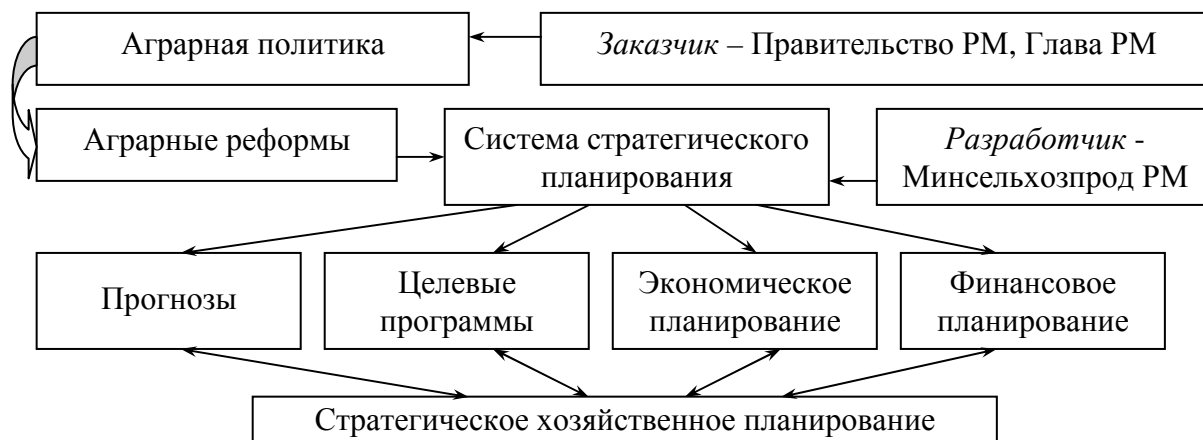 Аграрная политика
Заказчик – Правительство РМ, Глава РМ
Аграрные реформы
Система стратегического
планирования
Разработчик -
Минсельхозпрод РМ
Прогнозы
Целевые
программы
Экономическое
планирование
Финансовое
планирование
Стратегическое хозяйственное планирование